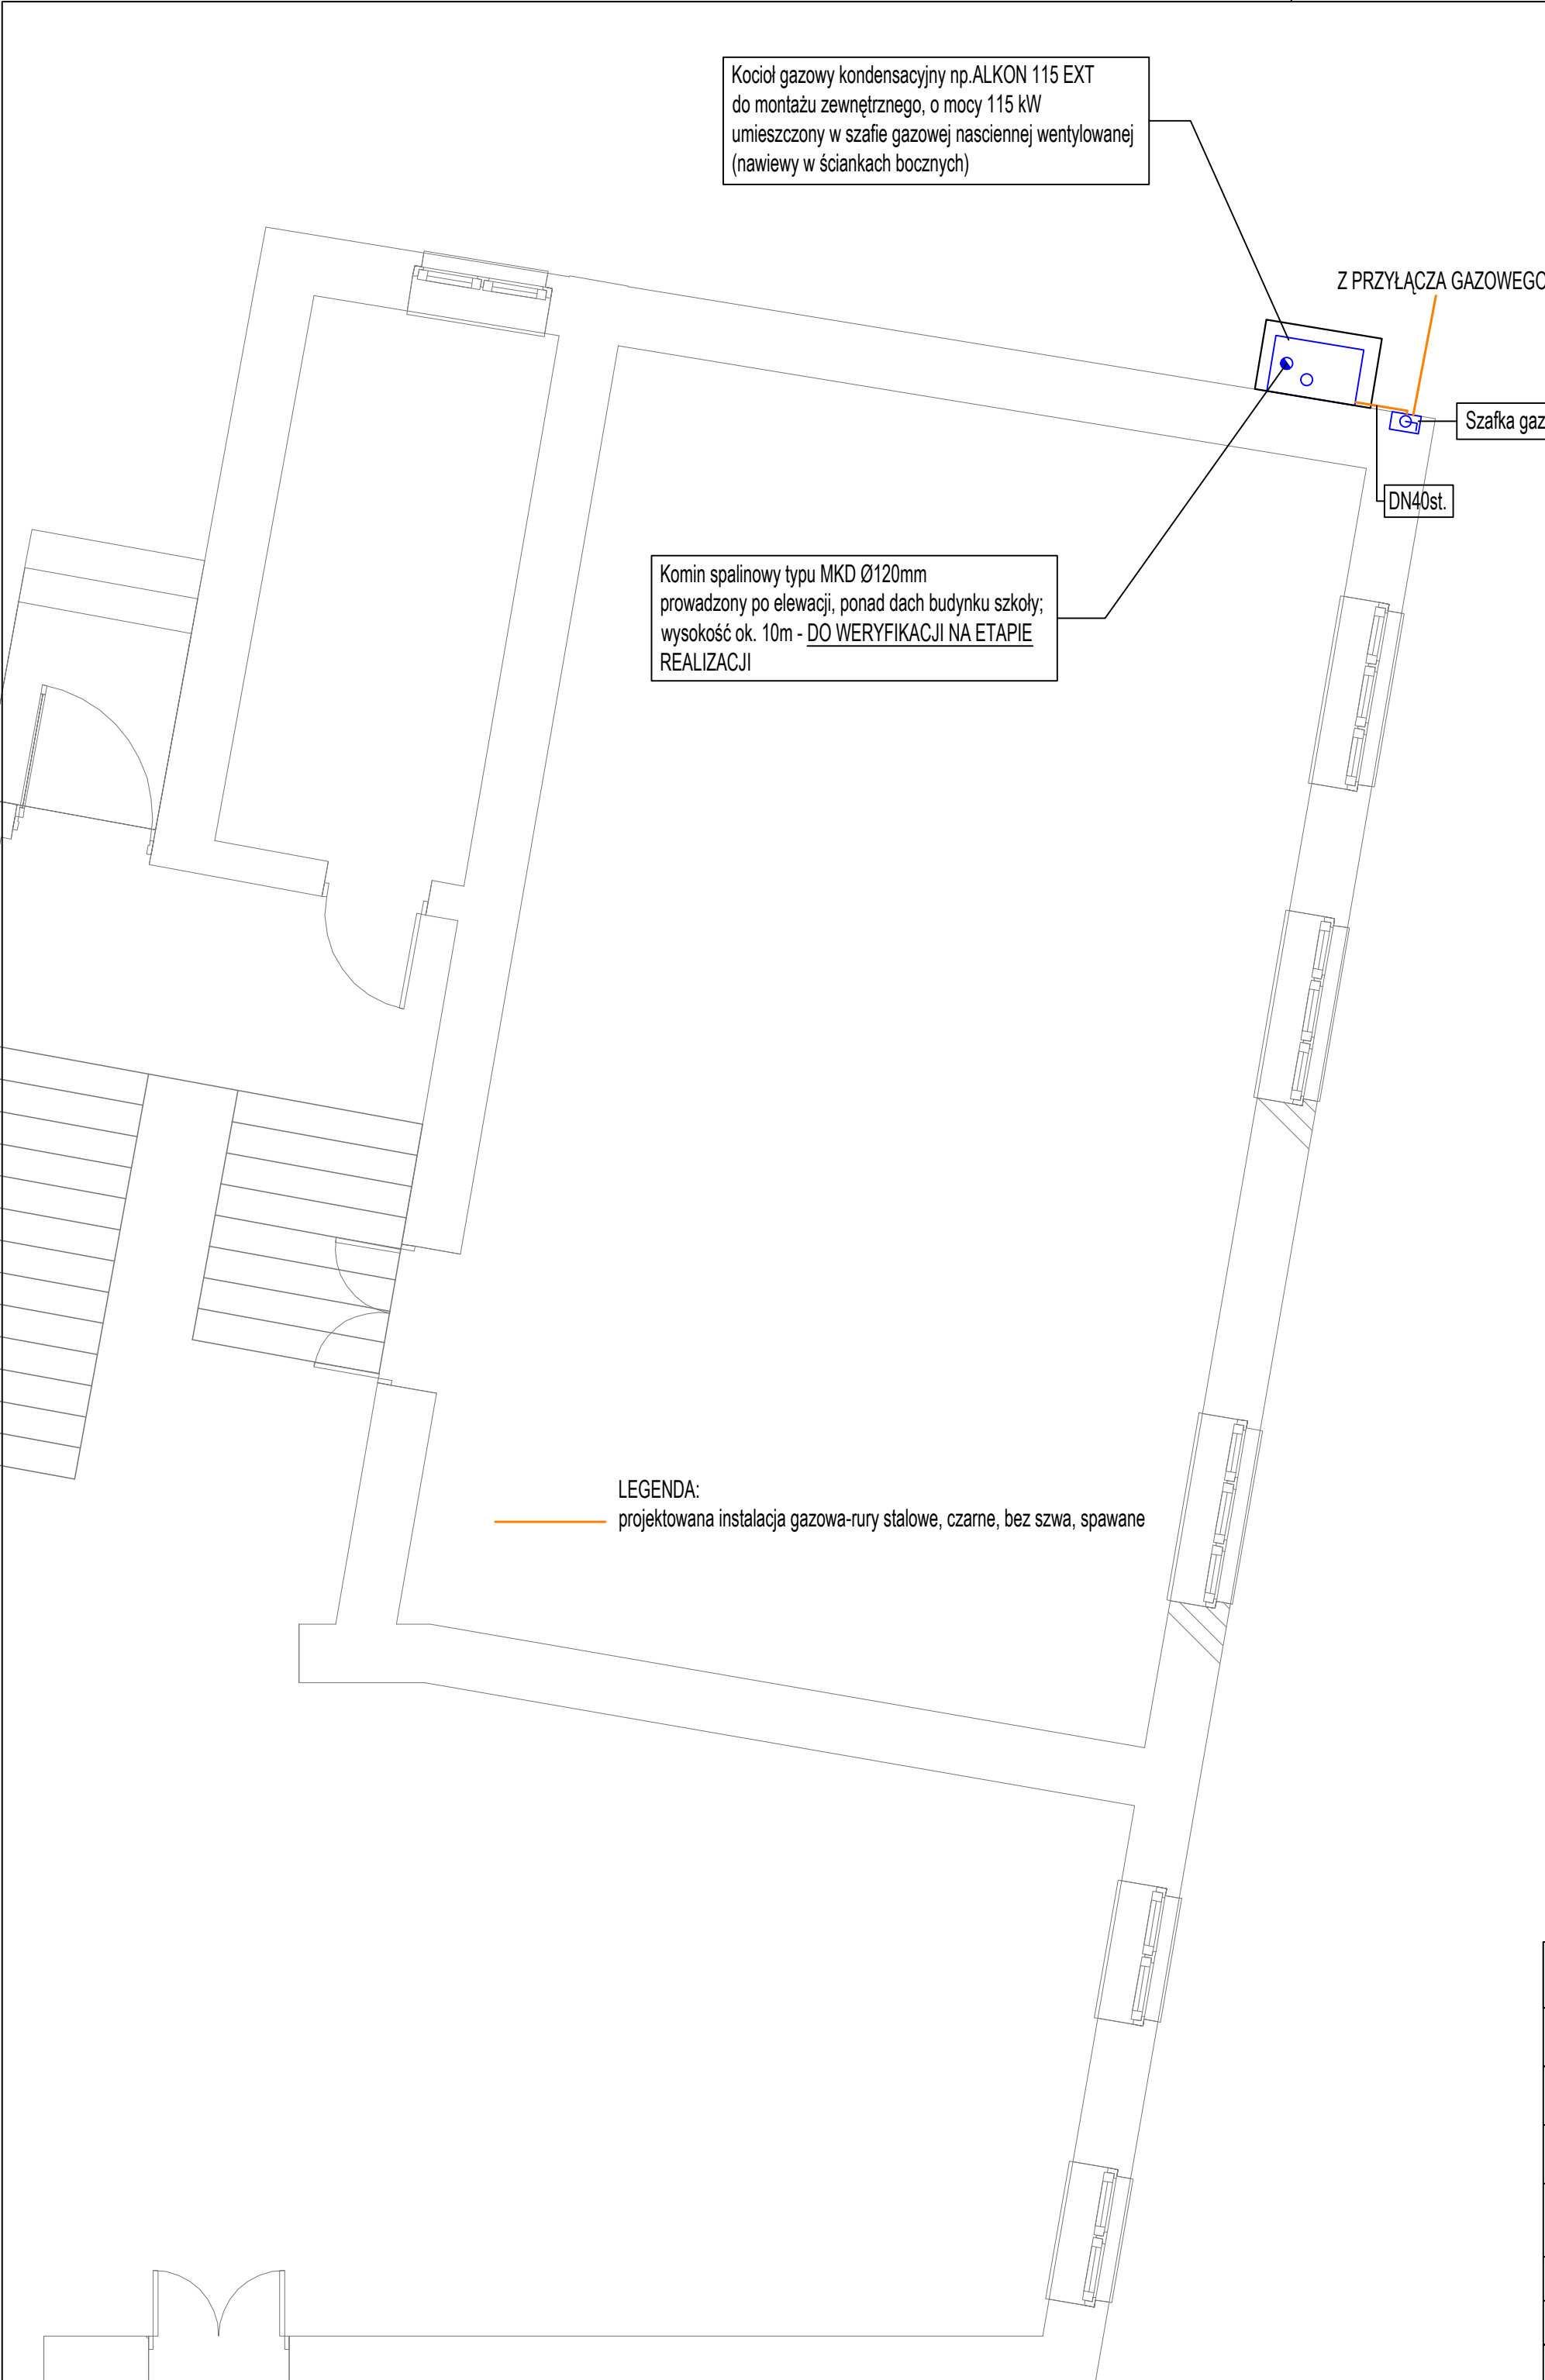 Kocioł gazowy kondensacyjny np.ALKON 115 EXT
do montażu zewnętrznego, o mocy 115 kW
umieszczony w szafie gazowej nasciennej wentylowanej
(nawiewy w ściankach bocznych)
Z PRZYŁĄCZA GAZOWEGO
Szafka gaz
DN40st.
Komin spalinowy typu MKD Ø120mm
prowadzony po elewacji, ponad dach budynku szkoły;
wysokość ok. 10m - DO WERYFIKACJI NA ETAPIE
REALIZACJI
LEGENDA:
projektowana instalacja gazowa-rury stalowe, czarne, bez szwa, spawane